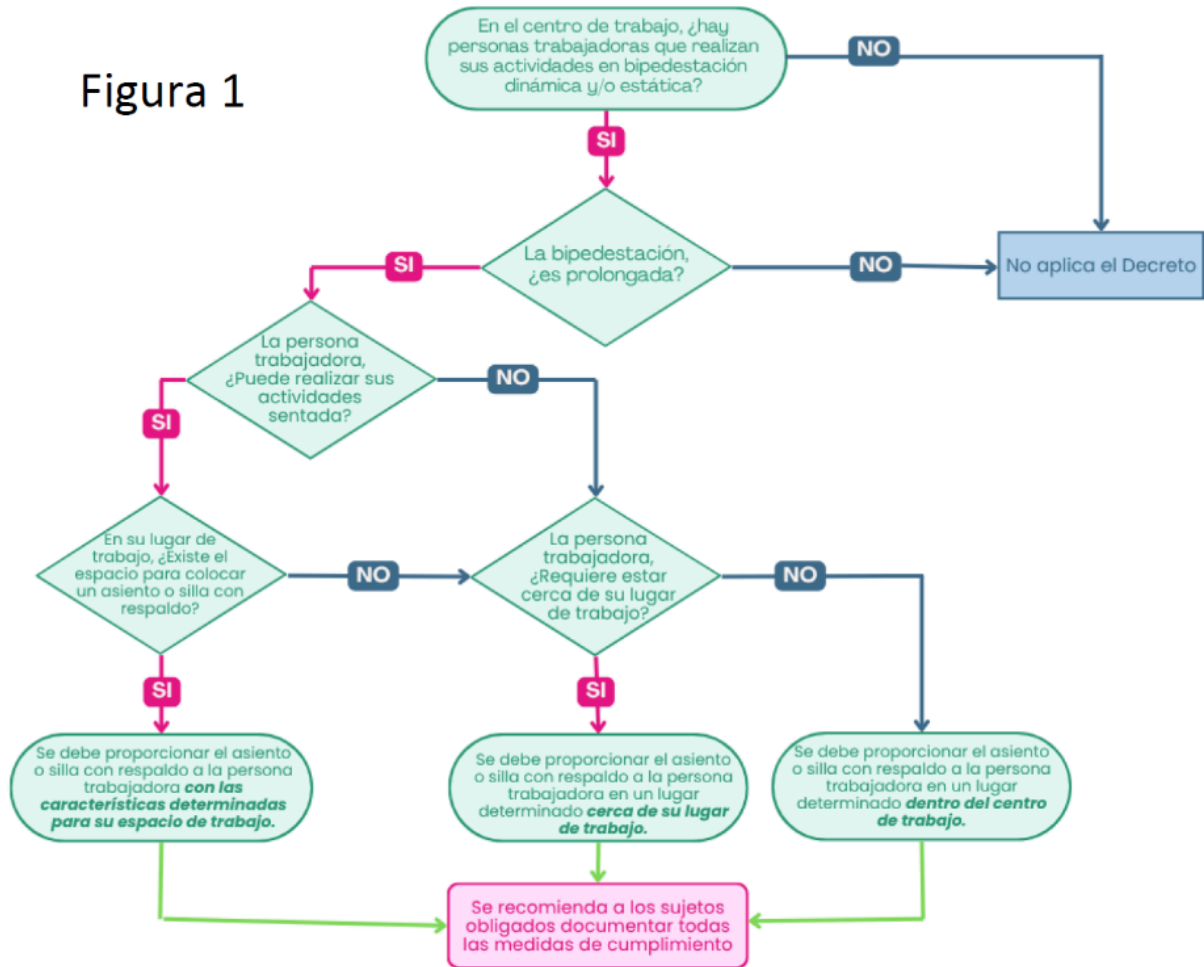 Figura 1
En el centro de trabajo, ¿hay
personas trabajadoras que realizan
sus actividades en bipedestación
dinámica y/o estática?
NO
SI
La bipedestación,
¿es prolongada?
SI
NO
No aplica el Decreto
La persona
trabajadora,
¿Puede realizar sus
actividades
sentada?
NO
SI
En su lugar de
trabajo, ¿Existe el
espacio para colocar
un asiento o silla con
respaldo?
NO
La persona
trabajadora,
¿Requiere estar
cerca de su lugar
de trabajo?
NO
SI
SI
Se debe proporcionar el asiento
o silla con respaldo a la persona
trabajadora con las
características determinadas
para su espacio de trabajo.
Se debe proporcionar el asiento
o silla con respaldo a la persona
trabajadora en un lugar
determinado cerca de su lugar
de trabajo.
Se debe proporcionar el asiento
o silla con respaldo a la persona
trabajadora en un lugar
determinado dentro del centro
de trabajo.
Se recomienda a los sujetos
obligados documentar todas
las medidas de cumplimiento